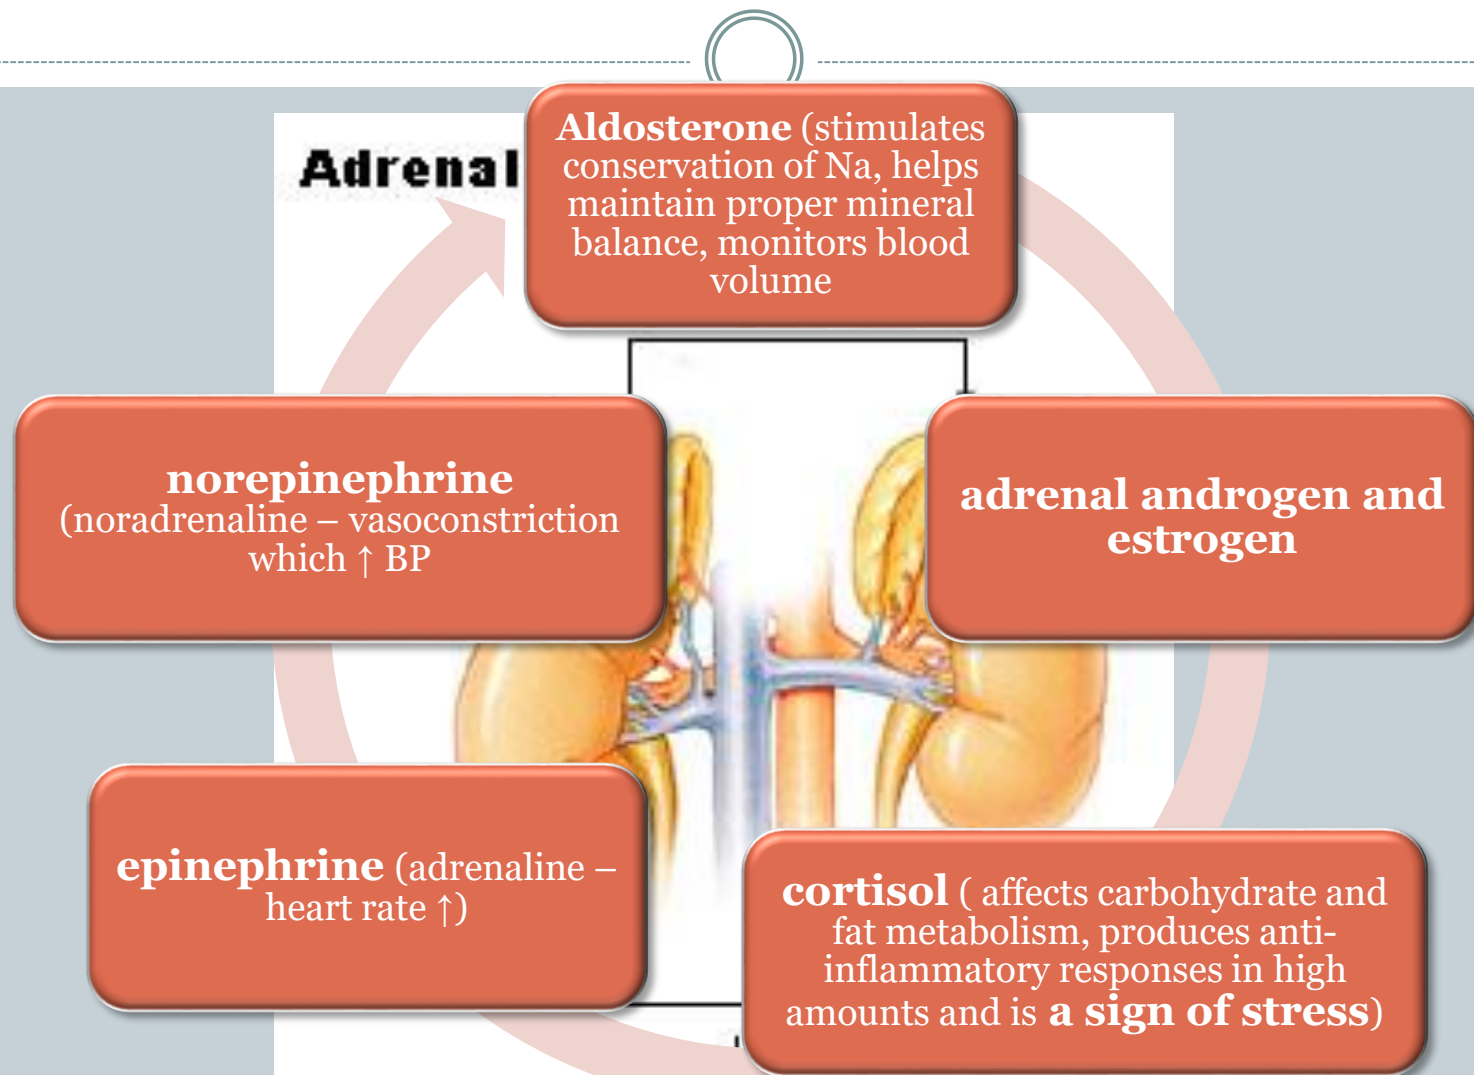 Adrenal
Aldosterone (stimulates
conservation of Na, helps
maintain proper mineral
balance, monitors blood
volume
adrenal androgen and
estrogen
cortisol ( affects carbohydrate and
fat metabolism, produces anti-
inflammatory responses in high
amounts and is a sign of stress)
epinephrine (adrenaline –
heart rate ↑)
norepinephrine
(noradrenaline – vasoconstriction
which ↑ BP